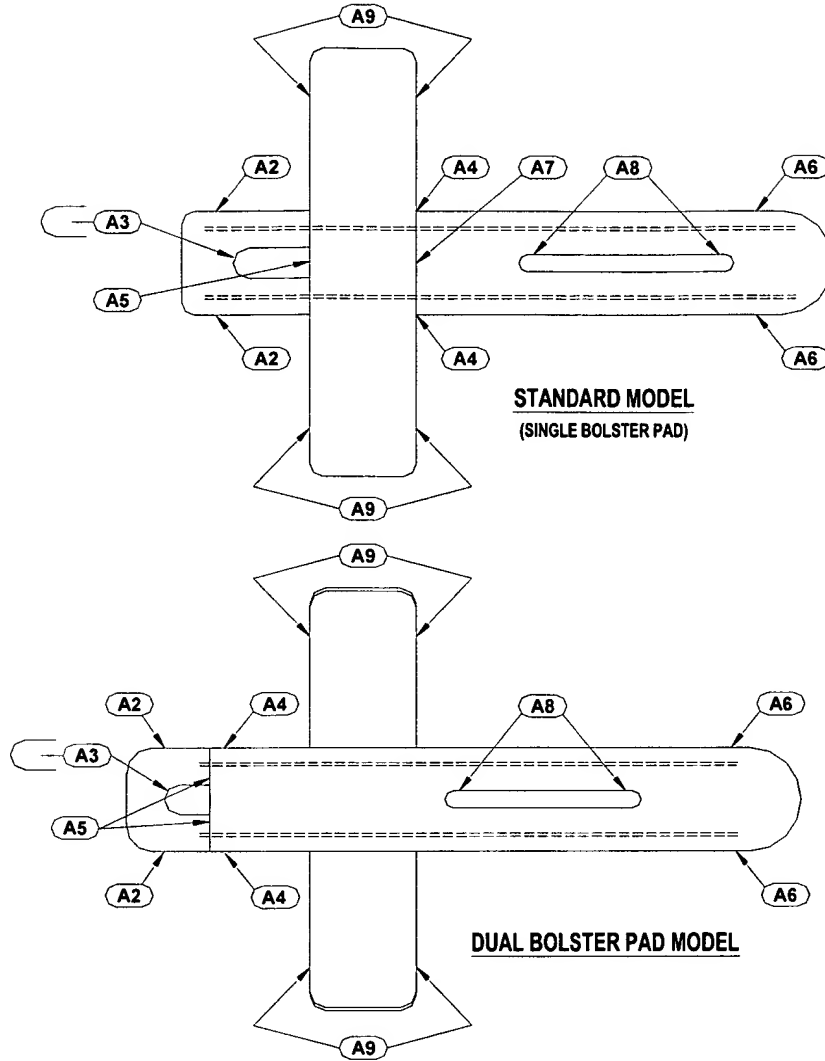 A9
A2 A4 A7 A8 A6
A3
A5
A2 A4 A6
STANDARD MODEL
(SINGLE BOLSTER PAD)
A9
A9
A2 A4 A8 A6
A3
A5
A2 A4 A6
DUAL BOLSTER PAD MODEL
A9